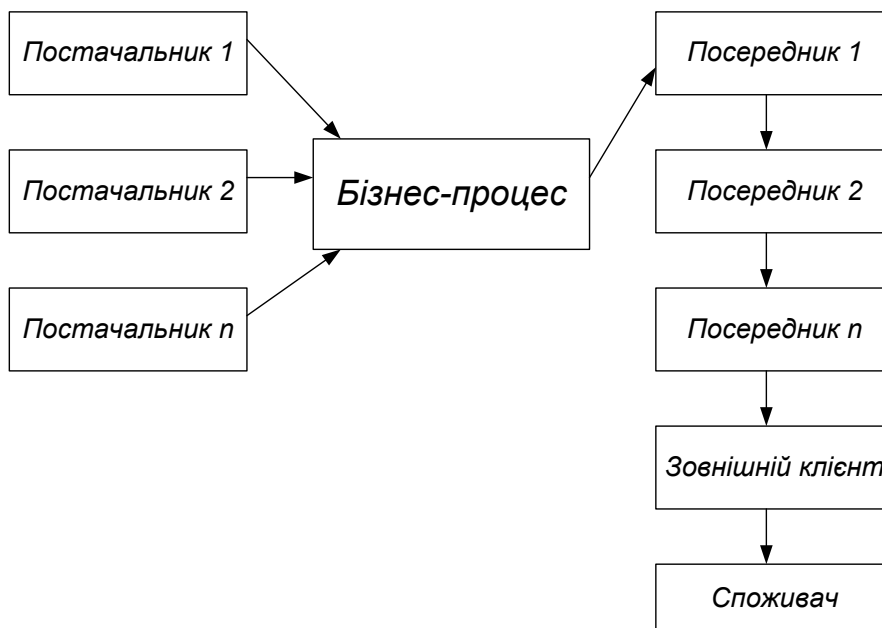 Постачальник 1
Постачальник 2
Постачальник n
Бізнес-процес
Посередник 1
Посередник 2
Посередник n
Зовнішній клієнт
Споживач